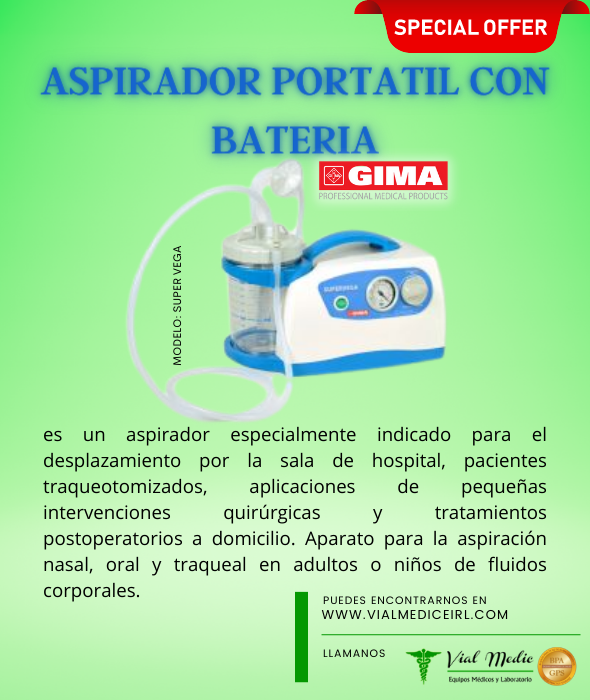 SPECIAL OFFER
ASPIRADOR PORTATIL CON
BATERIA
GIMA
PROFESSIONAL MEDICAL PRODUCTS
MODELO: SUPER VEGA
SUPERVEGA
GIMA
es un aspirador especialmente indicado para el
desplazamiento por la sala de hospital, pacientes
traqueotomizados, aplicaciones de pequeñas
intervenciones quirúrgicas y tratamientos
postoperatorios a domicilio. Aparato para la aspiración
nasal, oral y traqueal en adultos o niños de fluidos
corporales.
PUEDES ENCONTRARNOS EN
WWW.VIALMEDICEIRL.COM
LLAMANOS
Vial Medic
Equipos Médicos y Laboratorio
BPA
GPS